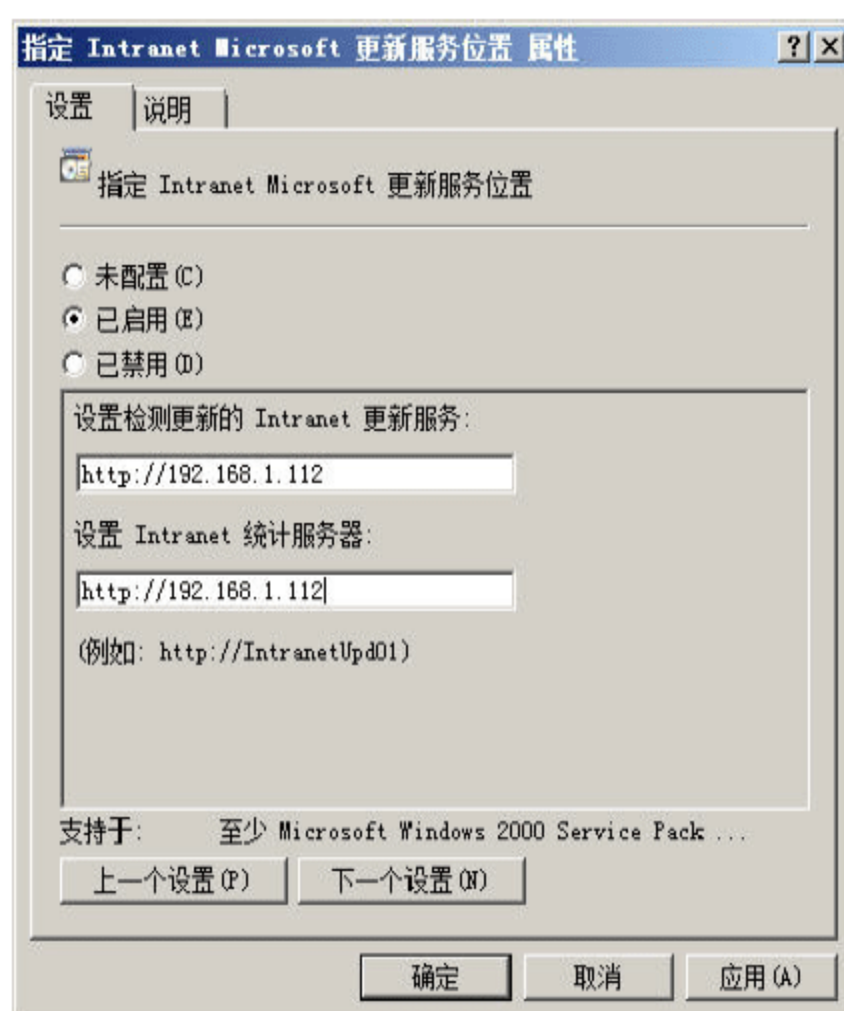 指定 Intranet Microsoft 更新服务位置 属性
设置 说明
指定 Intranet Microsoft 更新服务位置
未配置(C)
已启用(E)
已禁用(D)
设置检测更新的 Intranet 更新服务:
http://192.168.1.112
设置 Intranet 统计服务器:
http://192.168.1.112
(例如: http://IntranetUpd01)
支持于: 至少 Microsoft Windows 2000 Service Pack ...
上一个设置(P) 下一个设置(N)
确定 取消 应用(A)